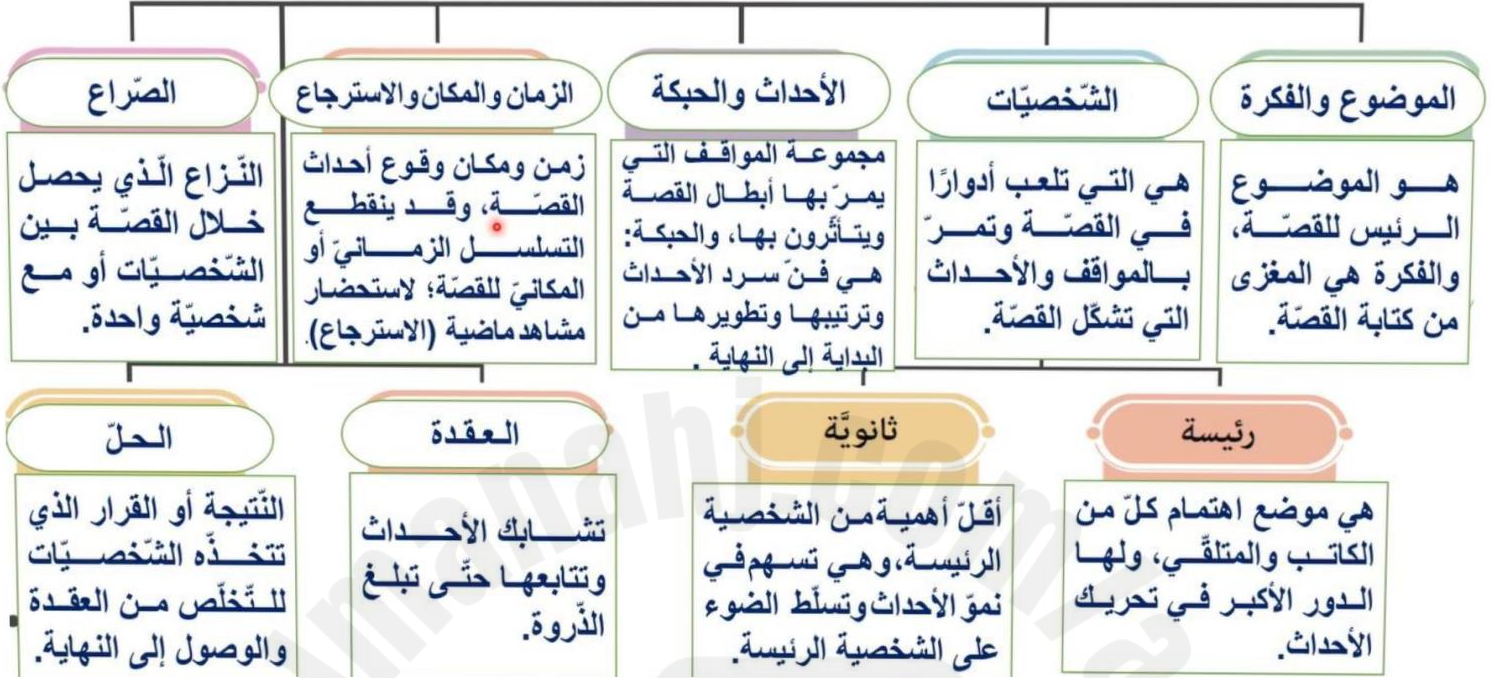 الموضوع والفكرة
هو الموضوع
الرئيس للقصّة،
والفكرة هي المغزى
من كتابة القصّة.
الشّخصيّات
هي التي تلعب أدوارًا
في القصّة وتمرّ
بالمواقف والأحداث
التي تشكّل القصّة.
الأحداث والحبكة
مجموعة المواقف التي
يمرّ بها أبطال القصة
ويتأثّرون بها، والحبكة:
هي فنّ سرد الأحداث
وترتيبها وتطويرها من
البداية إلى النهاية .
الزمان والمكان والاسترجاع
زمن ومكان وقوع أحداث
القصّة، وقد ينقطع
التسلسل الزمانيّ أو
المكانيّ للقصّة؛ لاستحضار
مشاهد ماضية (الاسترجاع).
الصّراع
النّزاع الّذي يحصل
خلال القصّة بين
الشّخصيّات أو مع
شخصيّة واحدة.
رئيسة
هي موضع اهتمام كلّ من
الكاتب والمتلقّي، ولها
الدور الأكبر في تحريك
الأحداث.
ثانويَّة
أقلّ أهمية من الشخصية
الرئيسة، وهي تسهم في
نموّ الأحداث وتسلّط الضوء
على الشخصية الرئيسة.
العقدة
تشابك الأحداث
وتتابعها حتّى تبلغ
الذّروة.
الحلّ
النّتيجة أو القرار الذي
تتخذّه الشّخصيّات
للتّخلّص من العقدة
والوصول إلى النهاية.